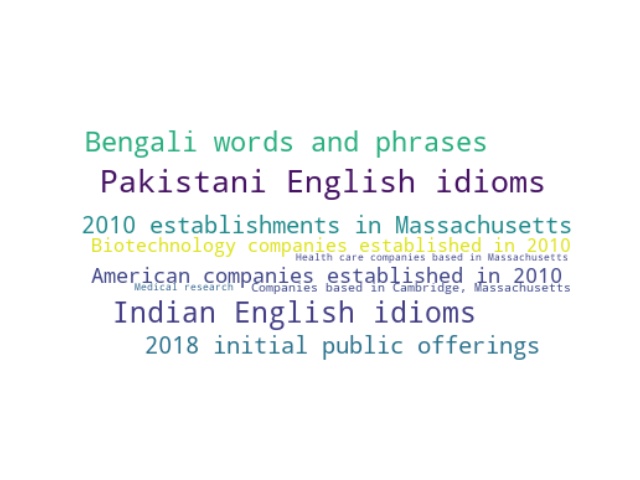 Bengali words and phrases
Pakistani English idioms
2010 establishments in Massachusetts
Biotechnology companies established in 2010
Health care companies based in Massachusetts
American companies established in 2010
Medical research
Companies based in Cambridge, Massachusetts
Indian English idioms
2018 initial public offerings